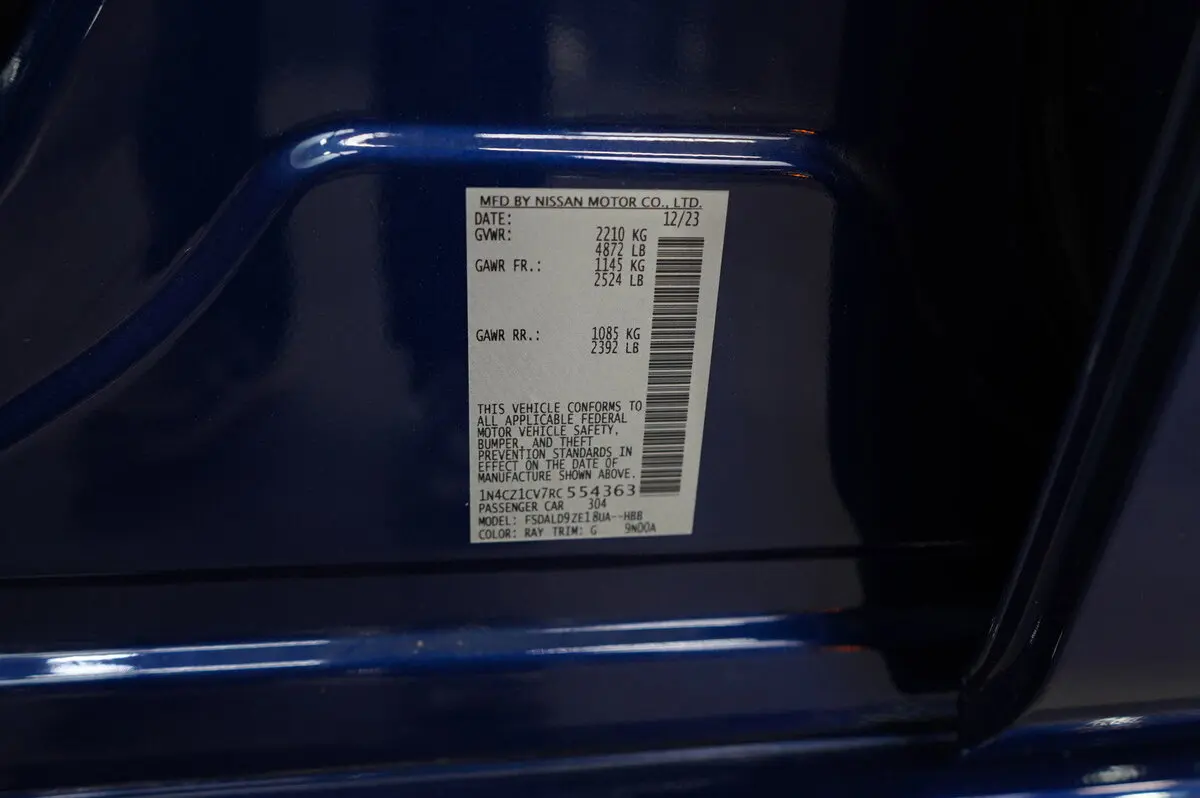 MFD BY NISSAN MOTOR CO., LTD.
DATE: 12/23
GVWR: 2210 KG
4872 LB
GAWR FR.: 1145 KG
2524 LB
GAWR RR.: 1085 KG
2392 LB
THIS VEHICLE CONFORMS TO
ALL APPLICABLE FEDERAL
MOTOR VEHICLE SAFETY,
BUMPER, AND THEFT
PREVENTION STANDARDS IN
EFFECT ON THE DATE OF
MANUFACTURE SHOWN ABOVE.
1N4CZ1CV7RC554363
PASSENGER CAR 304
MODEL: FSDALD9ZE18UA--HBB
COLOR: RAY TRIM: G 9N00A